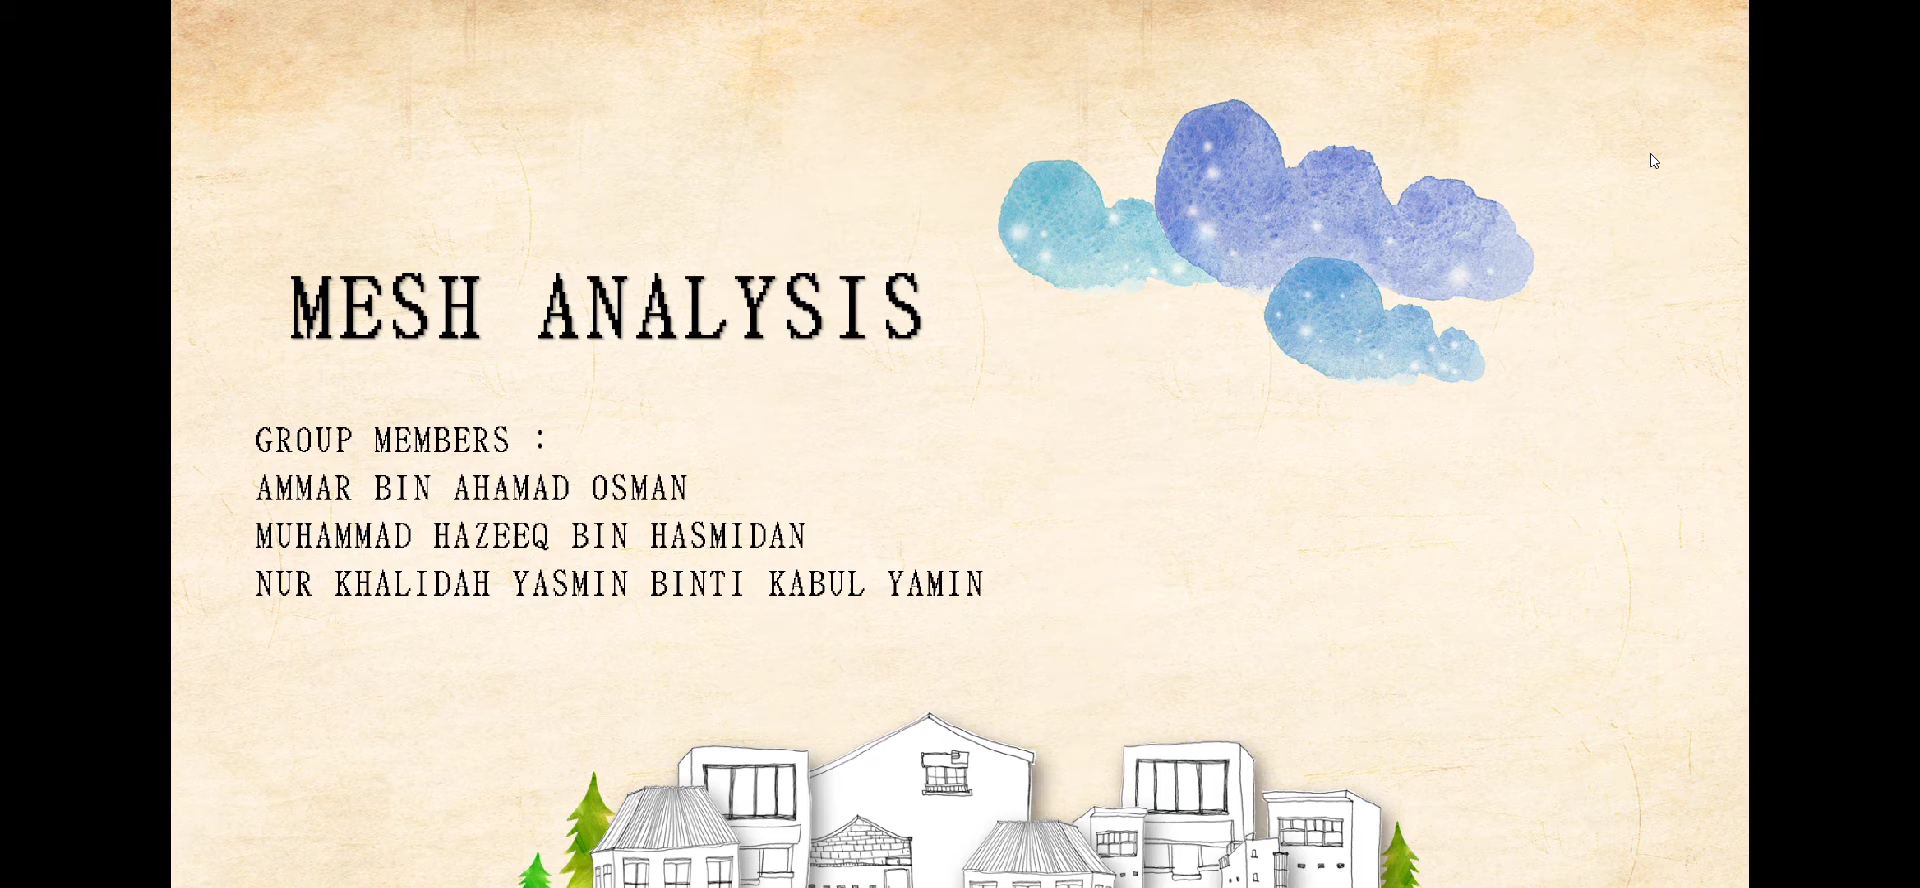 MESH ANALYSIS
GROUP MEMBERS :
AMMAR BIN AHAMAD OSMAN
MUHAMMAD HAZEEQ BIN HASMIDAN
NUR KHALIDAH YASMIN BINTI KABUL YAMIN